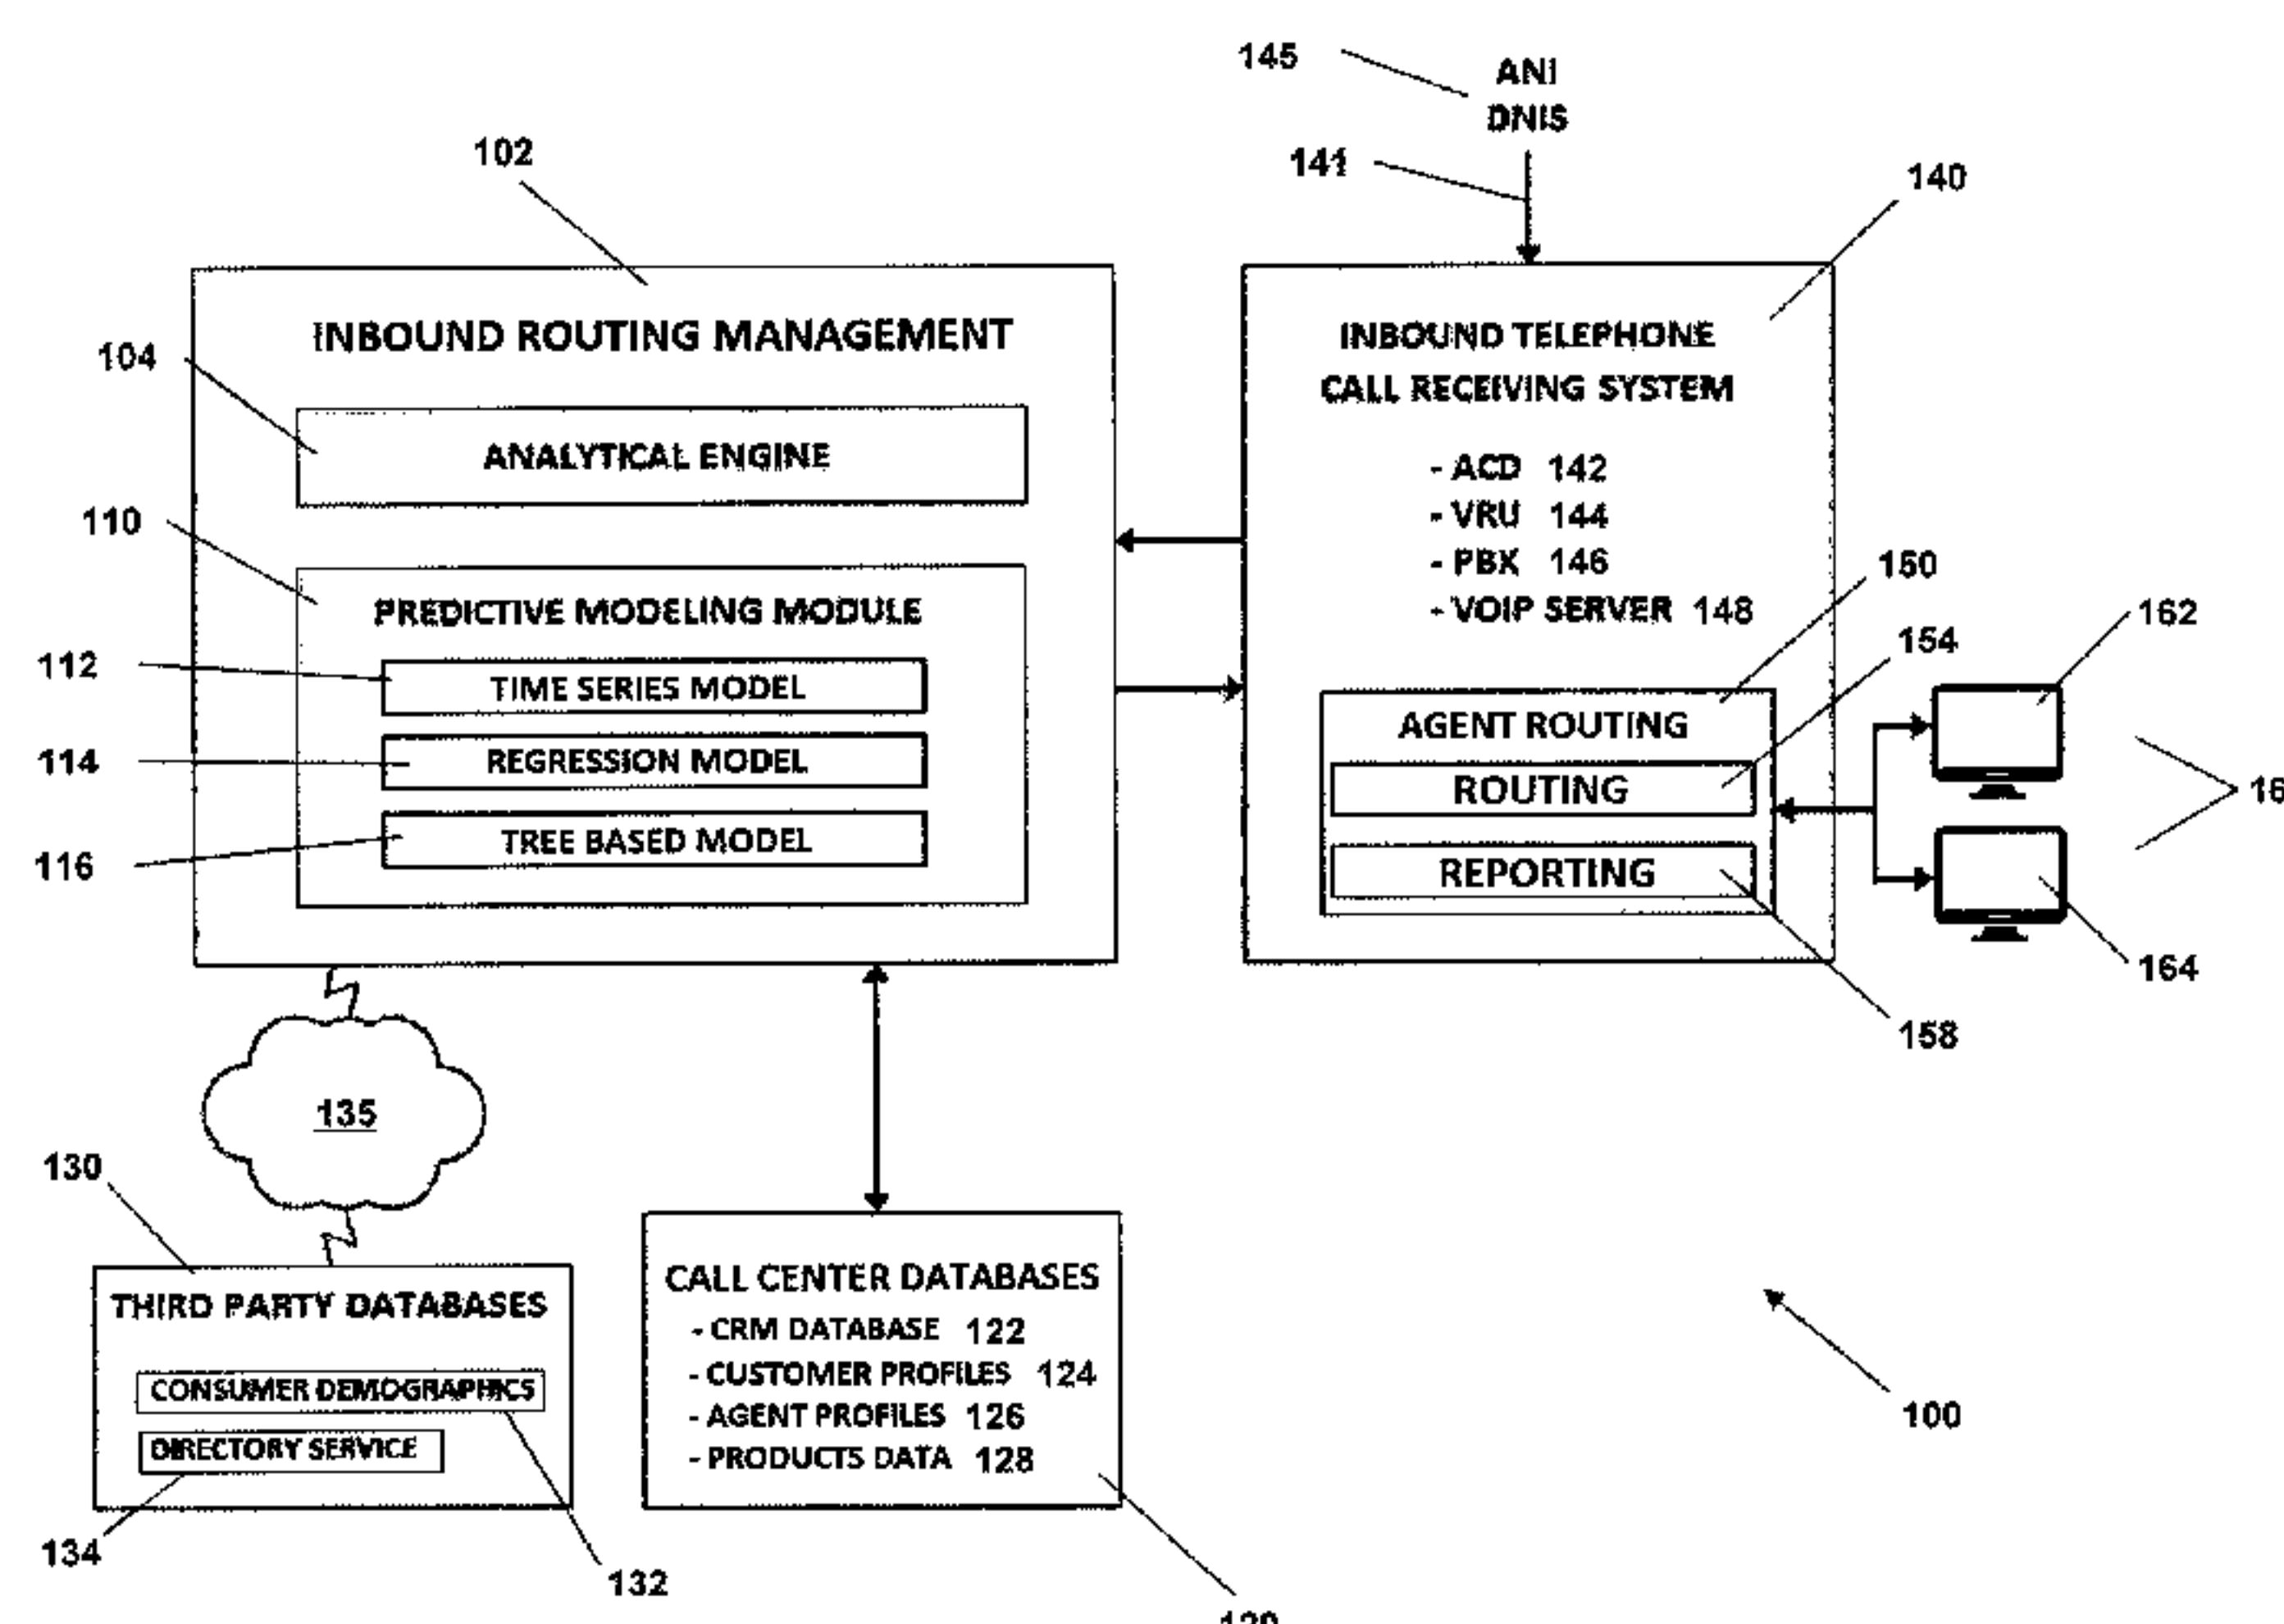 145
ANI
DNIS
141
102
140
INBOUND ROUTING MANAGEMENT
104
ANALYTICAL ENGINE
110
PREDICTIVE MODELING MODULE
112
TIME SERIES MODEL
114
REGRESSION MODEL
116
TREE BASED MODEL
INBOUND TELEPHONE
CALL RECEIVING SYSTEM
- ACD 142
- VRU 144
- PBX 146
- VOIP SERVER 148
150
154
162
AGENT ROUTING
ROUTING
REPORTING
16
164
158
135
130
THIRD PARTY DATABASES
CONSUMER DEMOGRAPHICS
DIRECTORY SERVICE
134
132
CALL CENTER DATABASES
- CRM DATABASE 122
- CUSTOMER PROFILES 124
- AGENT PROFILES 126
- PRODUCTS DATA 128
100